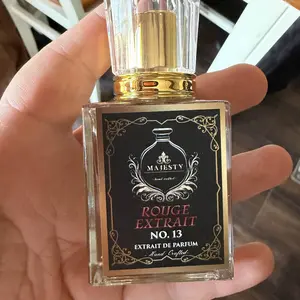 MAJESTY
hand crafted
ROUGE
EXTRAIT
NO. 13
EXTRAIT DE PARFUM
Hand Crafted